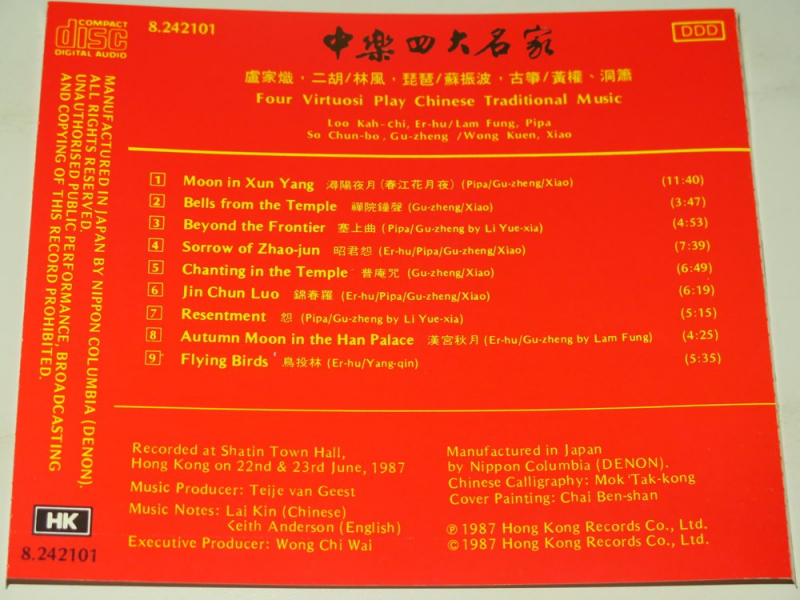 COMPACT
disc
DIGITAL AUDIO
8.242101
中樂四大名家
DDD
盧家熾，二胡/林風，琵琶/蘇振波，古箏/黃權、洞蕭
Four Virtuosi Play Chinese Traditional Music
Loo Kah-chi, Er-hu/Lam Fung, Pipa
So Chun-bo, Gu-zheng /Wong Kuen, Xiao
1 Moon in Xun Yang 潯陽夜月(春江花月夜) (Pipa/Gu-zheng/Xiao) (11:40)
2 Bells from the Temple 禪院鐘聲 (Gu-zheng/Xiao) (3:47)
3 Beyond the Frontier 塞上曲 (Pipa/Gu-zheng by Li Yue-xia) (4:53)
4 Sorrow of Zhao-jun 昭君怨 (Er-hu/Pipa/Gu-zheng/Xiao) (7:39)
5 Chanting in the Temple 普庵咒 (Gu-zheng/Xiao) (6:49)
6 Jin Chun Luo 錦春羅 (Er-hu/Pipa/Gu-zheng/Xiao) (6:19)
7 Resentment 怨 (Pipa/Gu-zheng by Li Yue-xia) (5:15)
8 Autumn Moon in the Han Palace 漢宮秋月 (Er-hu/Gu-zheng by Lam Fung) (4:25)
9 Flying Birds 鳥投林 (Er-hu/Yang-qin) (5:35)
MANUFACTURED IN JAPAN BY NIPPON COLUMBIA (DENON).
ALL RIGHTS RESERVED.
UNAUTHORISED PUBLIC PERFORMANCE, BROADCASTING
AND COPYING OF THIS RECORD PROHIBITED.
Recorded at Shatin Town Hall,
Hong Kong on 22nd & 23rd June, 1987
Music Producer: Teije van Geest
Music Notes: Lai Kin (Chinese)
Keith Anderson (English)
Executive Producer: Wong Chi Wai
Manufactured in Japan
by Nippon Columbia (DENON).
Chinese Calligraphy: Mok Tak-kong
Cover Painting: Chai Ben-shan
Ⓟ 1987 Hong Kong Records Co., Ltd.
© 1987 Hong Kong Records Co., Ltd.
HK
8.242101